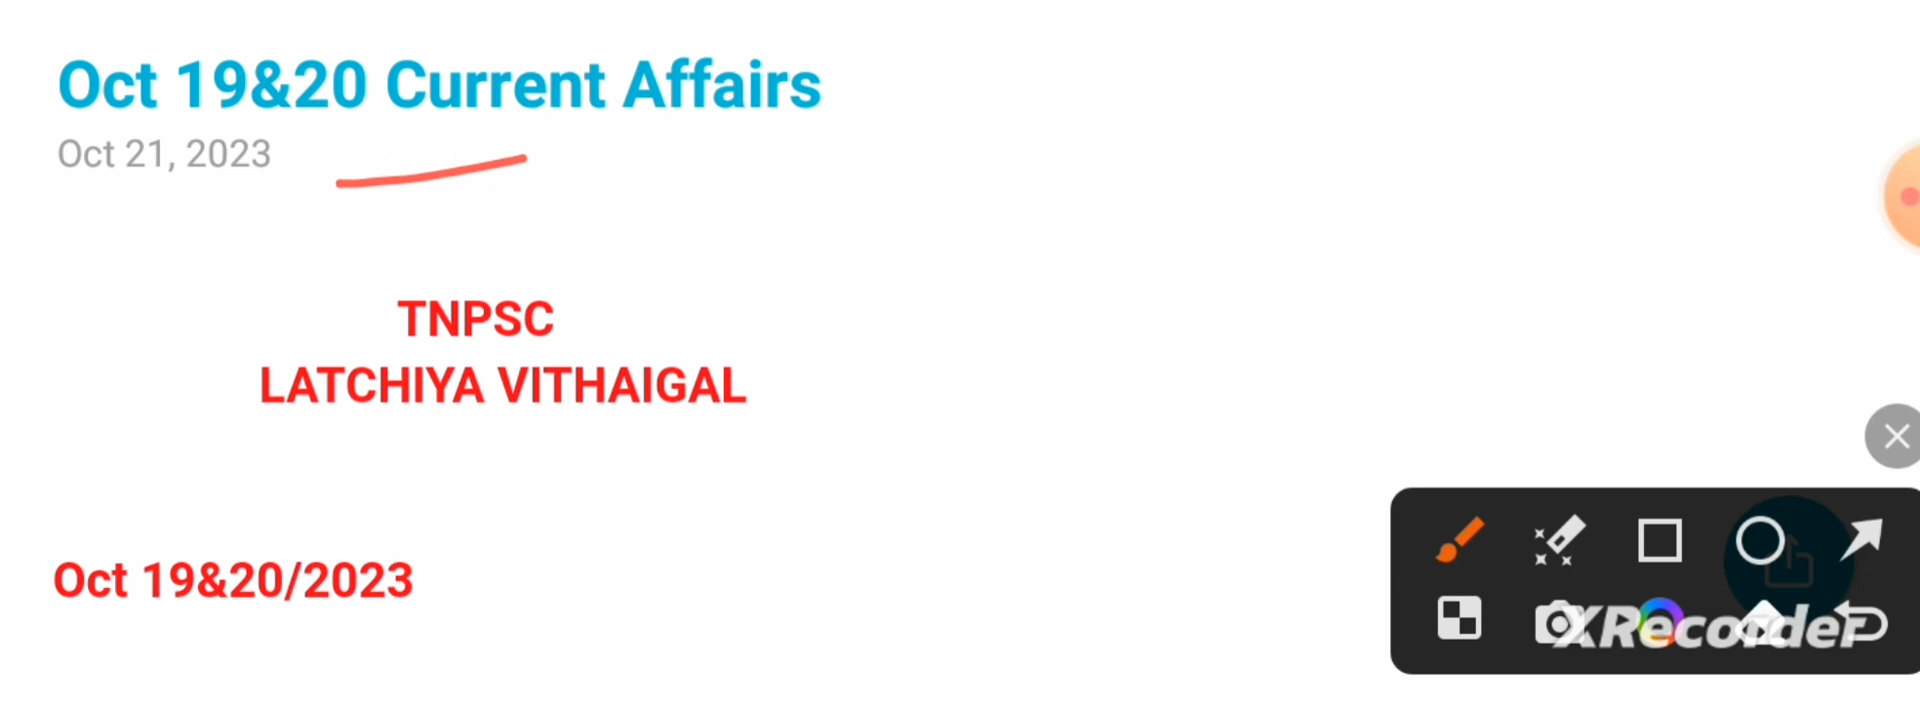 Oct 19&20 Current Affairs
Oct 21, 2023
TNPSC
LATCHIYA VITHAIGAL
Oct 19&20/2023
XRecorder